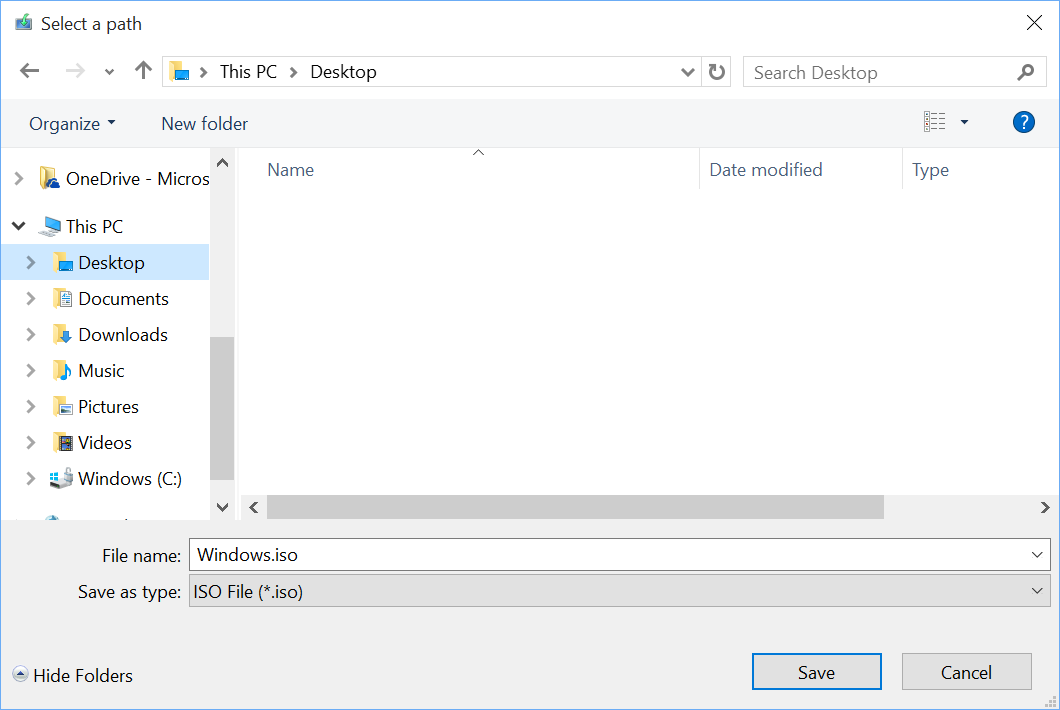 Select a path
This PC Desktop
Search Desktop
Organize New folder
?
Name Date modified Type
OneDrive - Micros
This PC
Desktop
Documents
Downloads
Music
Pictures
Videos
Windows (C:)
File name: Windows.iso
Save as type: ISO File (*.iso)
Hide Folders Save Cancel